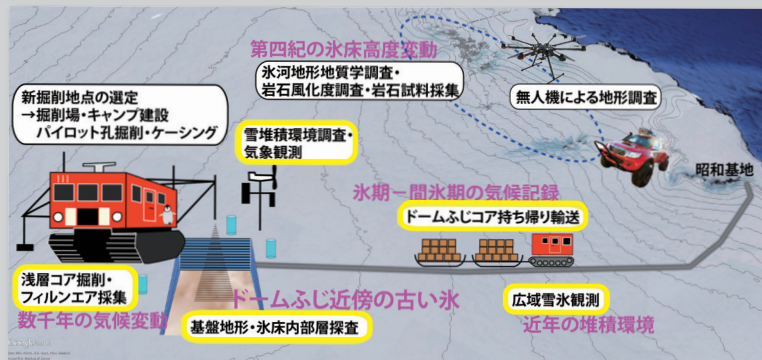 第四紀の氷床高度変動
氷河地形地質学調査・
岩石風化度調査・岩石試料採集
無人機による地形調査
新掘削地点の選定
→掘削場・キャンプ建設
パイロット孔掘削・ケーシング
雪堆積環境調査・
気象観測
昭和基地
氷期－間氷期の気候記録
ドームふじコア持ち帰り輸送
浅層コア掘削・
フィルンエア採集
数千年の気候変動
ドームふじ近傍の古い氷
基盤地形・氷床内部層探査
広域雪氷観測
近年の堆積環境